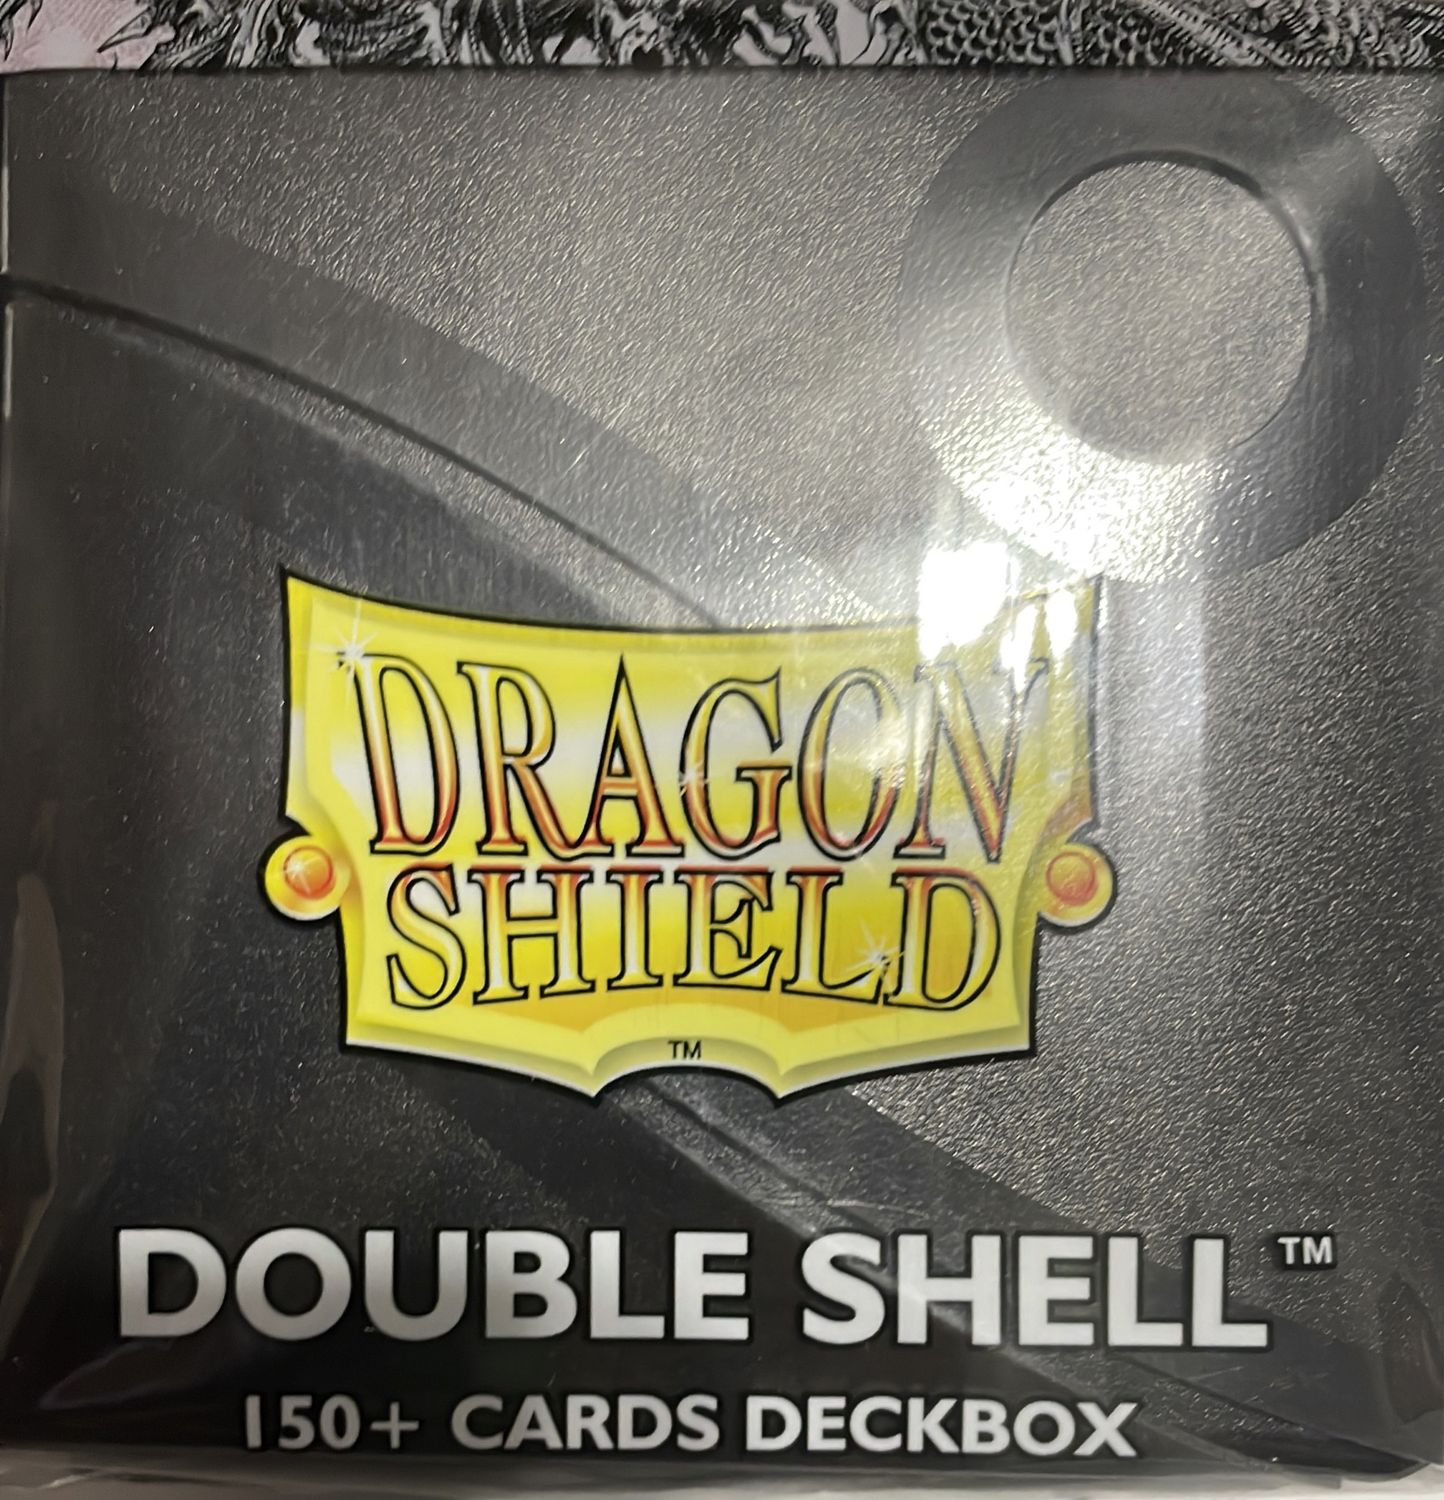 DRAGON
SHIELD
TM
DOUBLE SHELL™
150+ CARDS DECKBOX